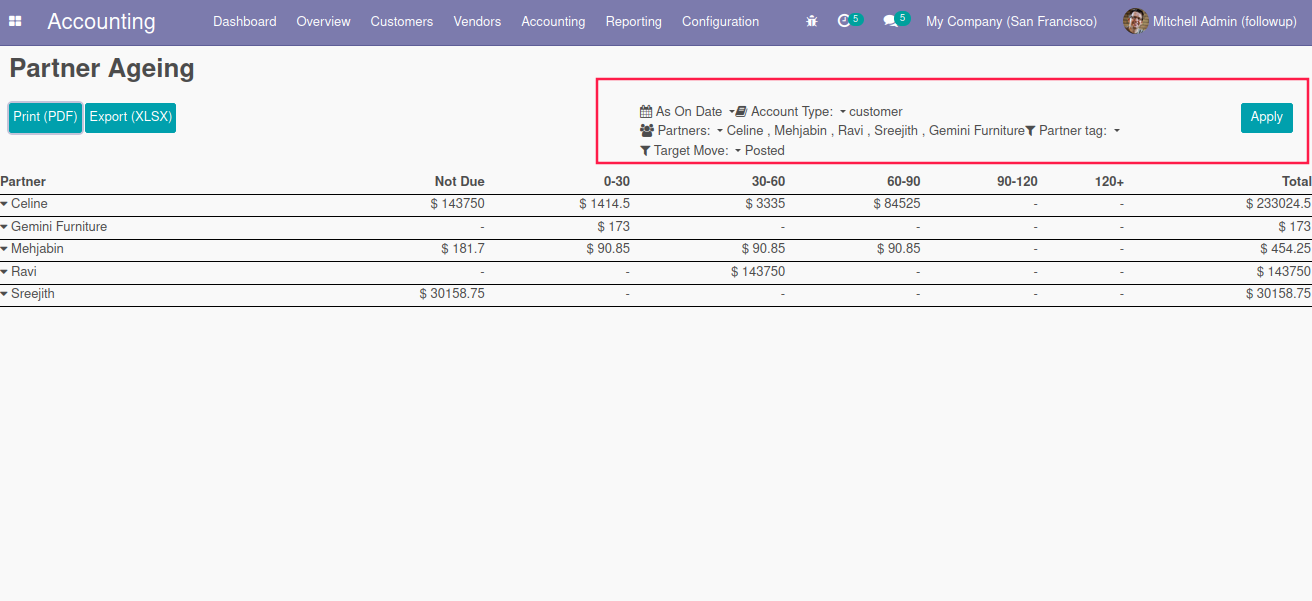 Accounting Dashboard Overview Customers Vendors Accounting Reporting Configuration 5 5 My Company (San Francisco) Mitchell Admin (followup)
Partner Ageing
Print (PDF) Export (XLSX)
As On Date Account Type: customer
Partners: Celine , Mehjabin , Ravi , Sreejith , Gemini Furniture Partner tag:
Target Move: Posted
Apply
Partner Not Due 0-30 30-60 60-90 90-120 120+ Total
Celine $ 143750 $ 1414.5 $ 3335 $ 84525 - - $ 233024.5
Gemini Furniture - $ 173 - - - - $ 173
Mehjabin $ 181.7 $ 90.85 $ 90.85 $ 90.85 - - $ 454.25
Ravi - - $ 143750 - - - $ 143750
Sreejith $ 30158.75 - - - - - $ 30158.75